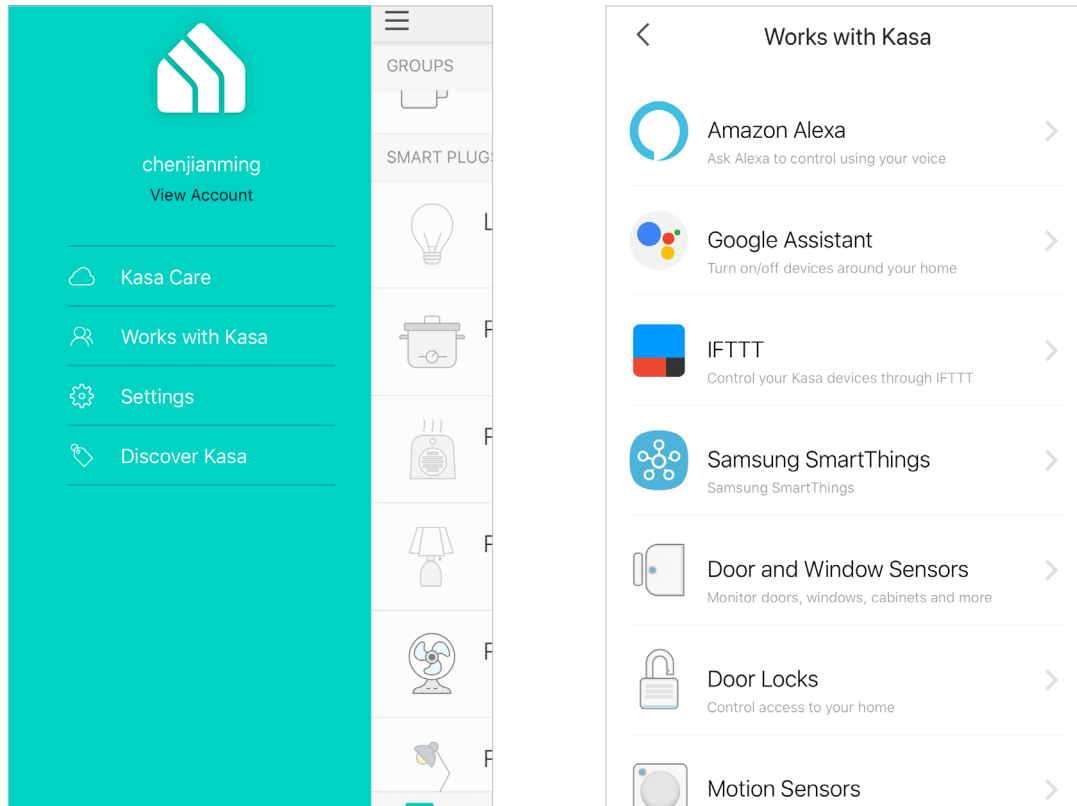 chenjianming
View Account
Kasa Care
Works with Kasa
Settings
Discover Kasa
GROUPS
SMART PLUGS
L
F
F
F
F
F
Works with Kasa
Amazon Alexa
Ask Alexa to control using your voice
Google Assistant
Turn on/off devices around your home
IFTTT
Control your Kasa devices through IFTTT
Samsung SmartThings
Samsung SmartThings
Door and Window Sensors
Monitor doors, windows, cabinets and more
Door Locks
Control access to your home
Motion Sensors